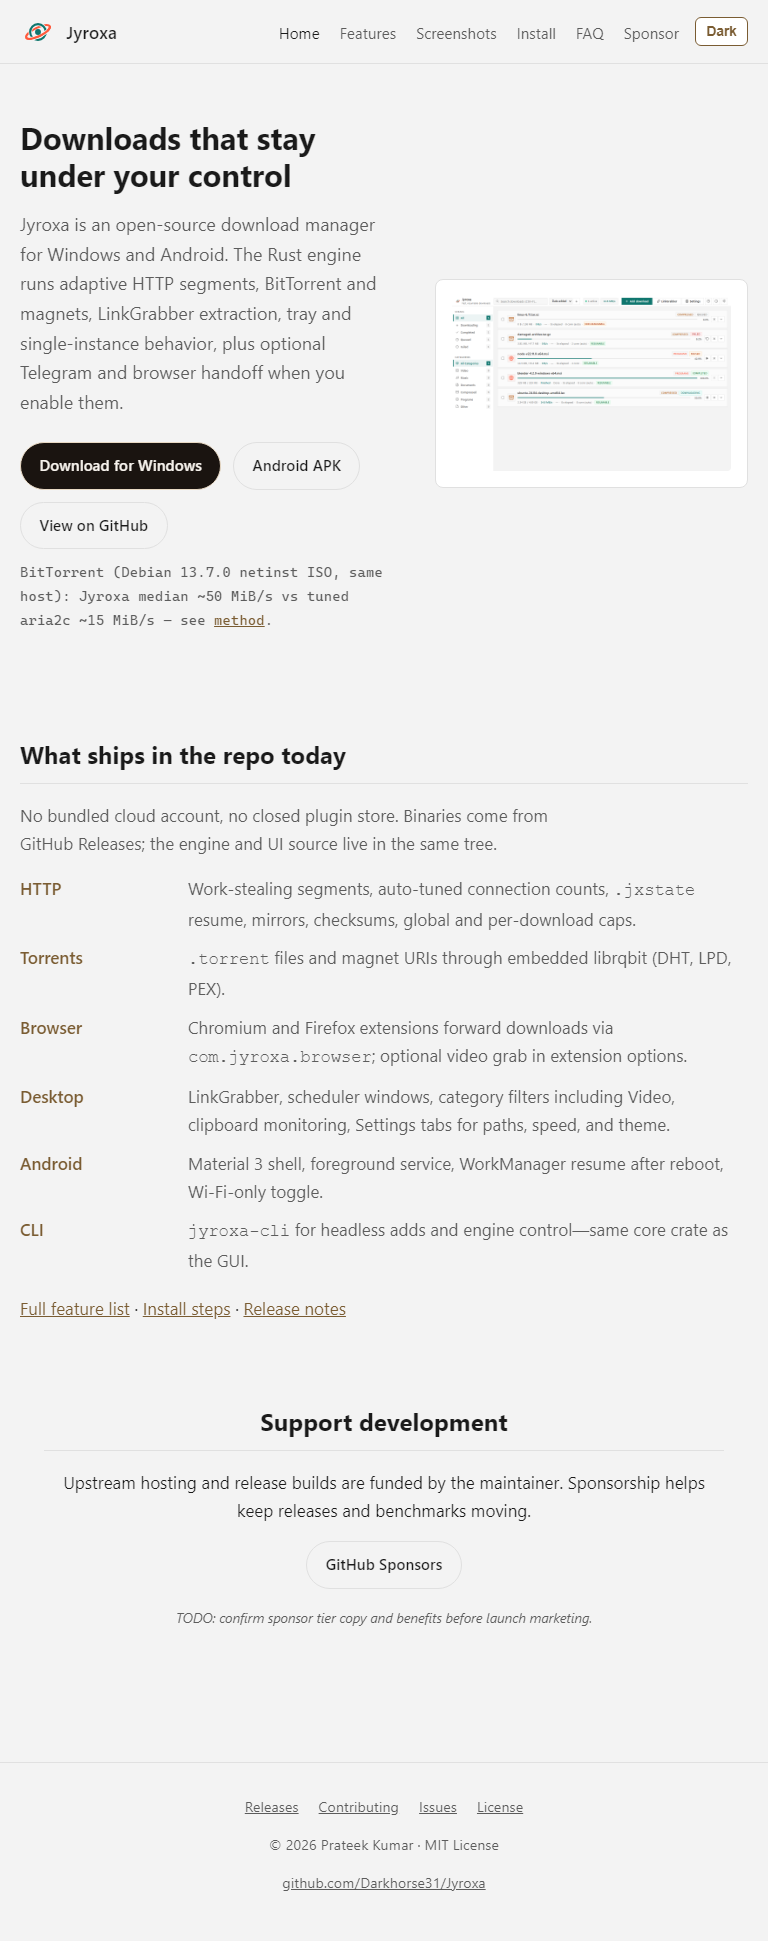 Jyroxa
Home Features Screenshots Install FAQ Sponsor Dark
Downloads that stay
under your control
Jyroxa is an open-source download manager
for Windows and Android. The Rust engine
runs adaptive HTTP segments, BitTorrent and
magnets, LinkGrabber extraction, tray and
single-instance behavior, plus optional
Telegram and browser handoff when you
enable them.
Download for Windows Android APK
View on GitHub
BitTorrent (Debian 13.7.0 netinst ISO, same
host): Jyroxa median ~50 MiB/s vs tuned
aria2c ~15 MiB/s — see method.
What ships in the repo today
No bundled cloud account, no closed plugin store. Binaries come from
GitHub Releases; the engine and UI source live in the same tree.
HTTP Work-stealing segments, auto-tuned connection counts, .jxstate
resume, mirrors, checksums, global and per-download caps.
Torrents .torrent files and magnet URIs through embedded librqbit (DHT, LPD,
PEX).
Browser Chromium and Firefox extensions forward downloads via
com.jyroxa.browser; optional video grab in extension options.
Desktop LinkGrabber, scheduler windows, category filters including Video,
clipboard monitoring, Settings tabs for paths, speed, and theme.
Android Material 3 shell, foreground service, WorkManager resume after reboot,
Wi-Fi-only toggle.
CLI jyroxa-cli for headless adds and engine control—same core crate as
the GUI.
Full feature list · Install steps · Release notes
Support development
Upstream hosting and release builds are funded by the maintainer. Sponsorship helps
keep releases and benchmarks moving.
GitHub Sponsors
TODO: confirm sponsor tier copy and benefits before launch marketing.
Releases Contributing Issues License
© 2026 Prateek Kumar · MIT License
github.com/Darkhorse31/Jyroxa